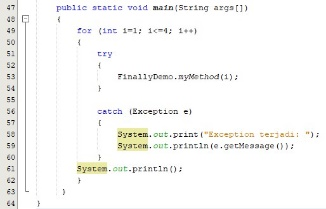 47 public static void main(String args[])
48 {
49 for (int i=1; i<=4; i++)
50 {
51 try
52 {
53 FinallyDemo.myMethod(i);
54 }
55
56 catch (Exception e)
57 {
58 System.out.print("Exception terjadi: ");
59 System.out.println(e.getMessage());
60 }
61 System.out.println();
62 }
63 }
64 }